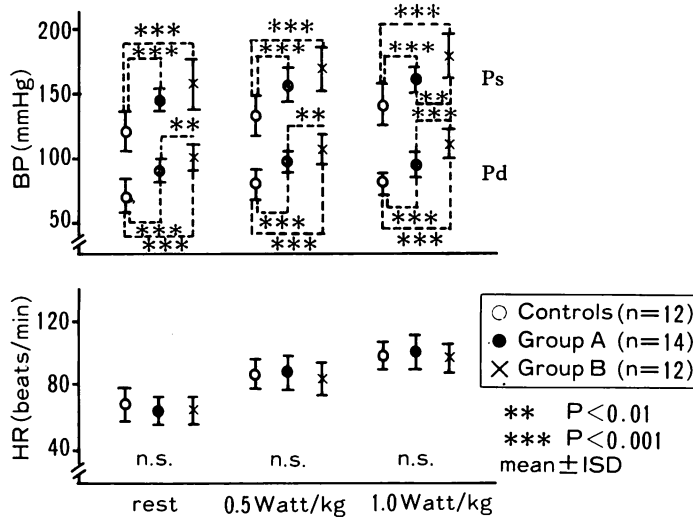 200
150
100
50
BP (mmHg)
***
***
***
***
***
***
Ps
**
**
**
***
Pd
***
***
***
***
***
***
HR (beats/min)
120
80
40
n.s.
n.s.
n.s.
rest
0.5 Watt/kg
1.0 Watt/kg
Controls (n=12)
Group A (n=14)
Group B (n=12)
** P<0.01
*** P<0.001
mean ± ISD